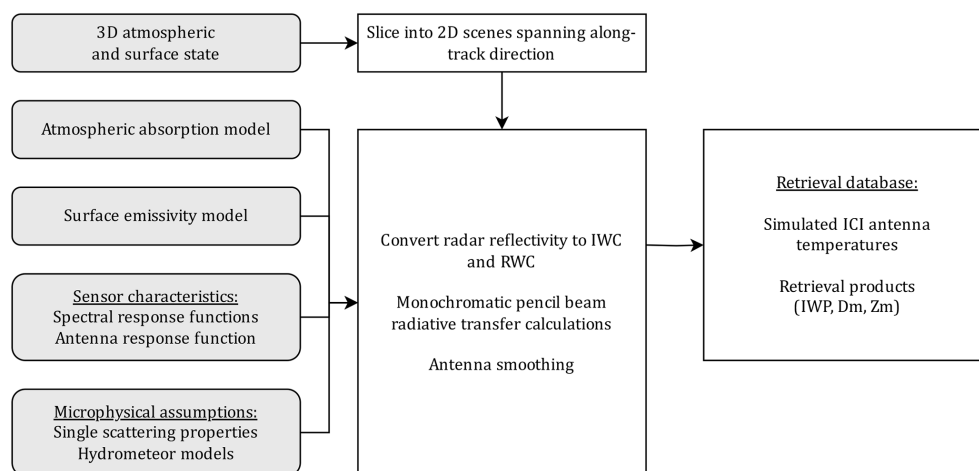 3D atmospheric
and surface state
Slice into 2D scenes spanning along-
track direction
Atmospheric absorption model
Surface emissivity model
Sensor characteristics:
Spectral response functions
Antenna response function
Microphysical assumptions:
Single scattering properties
Hydrometeor models
Convert radar reflectivity to IWC
and RWC
Monochromatic pencil beam
radiative transfer calculations
Antenna smoothing
Retrieval database:
Simulated ICI antenna
temperatures
Retrieval products
(IWP, Dm, Zm)